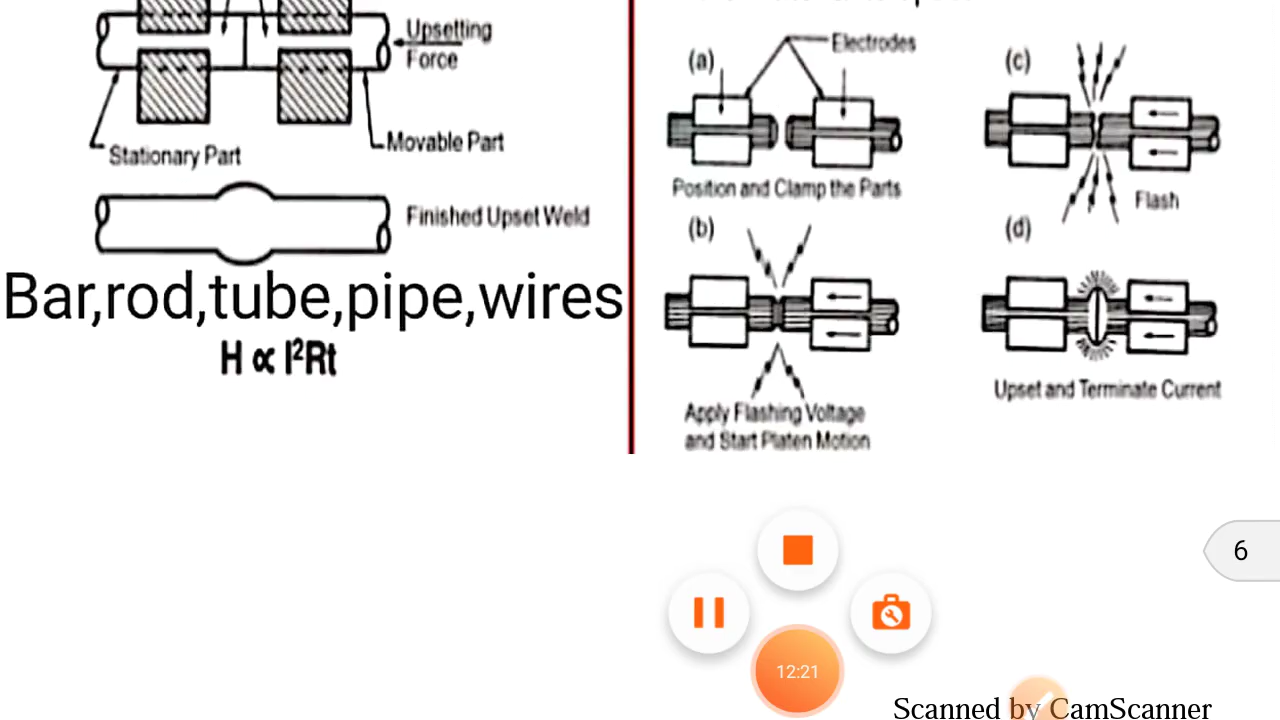 Upsetting
Force
Stationary Part
Movable Part
Finished Upset Weld
Bar,rod,tube,pipe,wires
H ∝ I²Rt
(a)
Electrodes
Position and Clamp the Parts
(c)
Flash
(b)
Apply Flashing Voltage
and Start Platen Motion
(d)
Upset and Terminate Current
6
12:21
Scanned by CamScanner